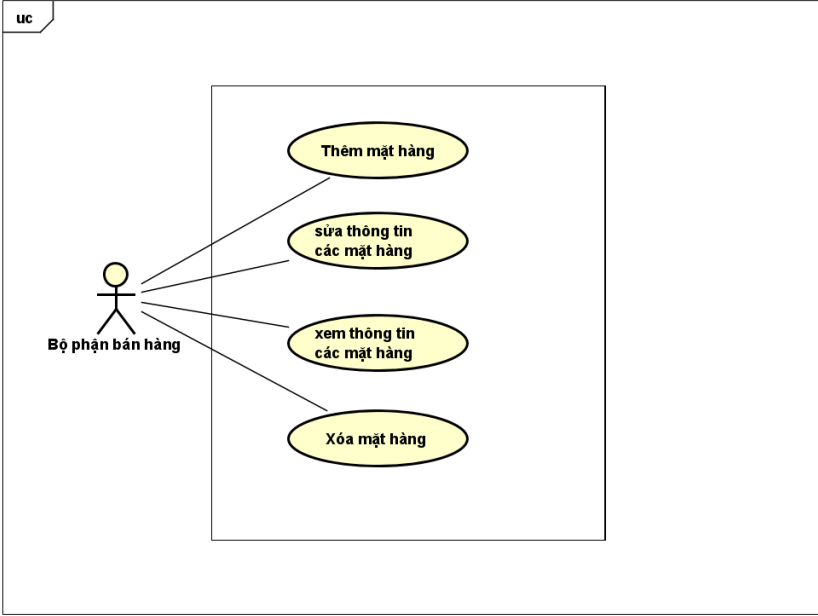 uc
Thêm mặt hàng
sửa thông tin
các mặt hàng
Bộ phận bán hàng
xem thông tin
các mặt hàng
Xóa mặt hàng